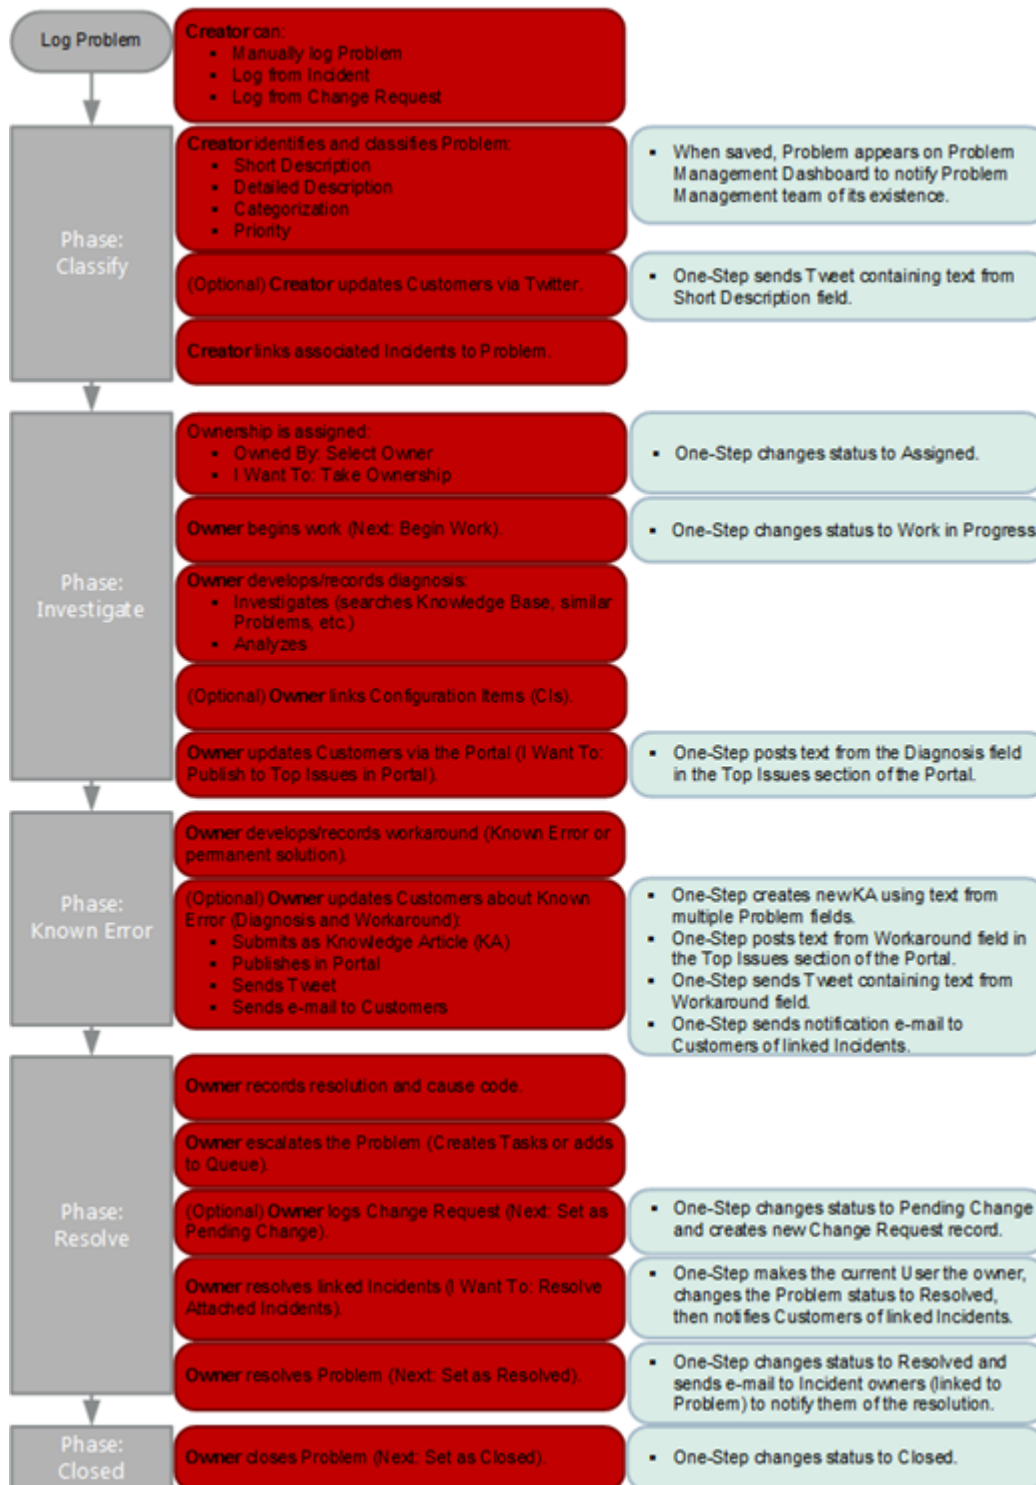 Log Problem
Creator can:
▪ Manually log Problem
▪ Log from Incident
▪ Log from Change Request
Phase:
Classify
Creator identifies and classifies Problem:
▪ Short Description
▪ Detailed Description
▪ Categorization
▪ Priority
▪ When saved, Problem appears on Problem
Management Dashboard to notify Problem
Management team of its existence.
(Optional) Creator updates Customers via Twitter.
▪ One-Step sends Tweet containing text from
Short Description field.
Creator links associated Incidents to Problem.
Phase:
Investigate
Ownership is assigned:
▪ Owned By: Select Owner
▪ I Want To: Take Ownership
▪ One-Step changes status to Assigned.
Owner begins work (Next: Begin Work).
▪ One-Step changes status to Work in Progress
Owner develops/records diagnosis:
▪ Investigates (searches Knowledge Base, similar
Problems, etc.)
▪ Analyzes
(Optional) Owner links Configuration Items (CIs).
Owner updates Customers via the Portal (I Want To:
Publish to Top Issues in Portal).
▪ One-Step posts text from the Diagnosis field
in the Top Issues section of the Portal.
Phase:
Known Error
Owner develops/records workaround (Known Error or
permanent solution).
(Optional) Owner updates Customers about Known
Error (Diagnosis and Workaround):
▪ Submits as Knowledge Article (KA)
▪ Publishes in Portal
▪ Sends Tweet
▪ Sends e-mail to Customers
▪ One-Step creates new KA using text from
multiple Problem fields.
▪ One-Step posts text from Workaround field in
the Top Issues section of the Portal.
▪ One-Step sends Tweet containing text from
Workaround field.
▪ One-Step sends notification e-mail to
Customers of linked Incidents.
Phase:
Resolve
Owner records resolution and cause code.
Owner escalates the Problem (Creates Tasks or adds
to Queue).
(Optional) Owner logs Change Request (Next: Set as
Pending Change).
▪ One-Step changes status to Pending Change
and creates new Change Request record.
Owner resolves linked Incidents (I Want To: Resolve
Attached Incidents).
▪ One-Step makes the current User the owner,
changes the Problem status to Resolved,
then notifies Customers of linked Incidents.
Owner resolves Problem (Next: Set as Resolved).
▪ One-Step changes status to Resolved and
sends e-mail to Incident owners (linked to
Problem) to notify them of the resolution.
Phase:
Closed
Owner closes Problem (Next: Set as Closed).
▪ One-Step changes status to Closed.